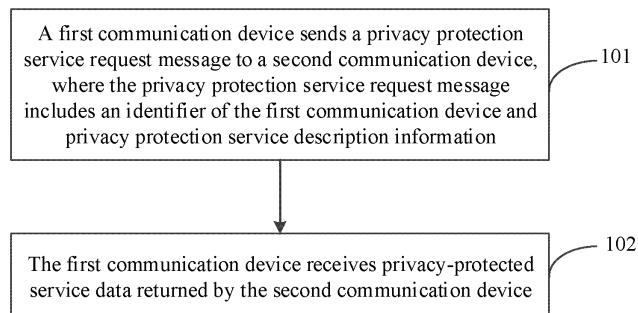 A first communication device sends a privacy protection
service request message to a second communication device,
where the privacy protection service request message
includes an identifier of the first communication device and
privacy protection service description information
101
102
The first communication device receives privacy-protected
service data returned by the second communication device